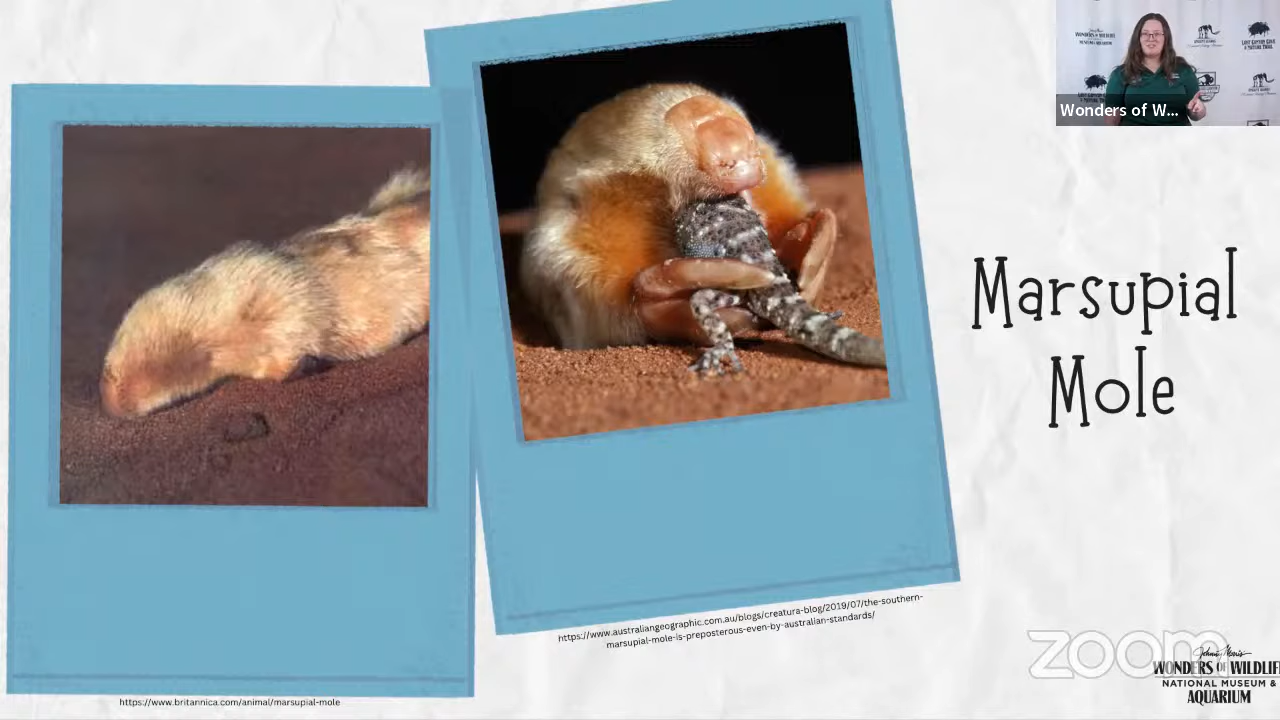 Wonders of W...
Marsupial
Mole
https://www.australiangeographic.com.au/blogs/creatura-blog/2019/07/the-southern-
marsupial-mole-is-preposterous-even-by-australian-standards/
https://www.britannica.com/animal/marsupial-mole
zoom
Johnny Morris'
WONDERS OF WILDLIFE
NATIONAL MUSEUM &
AQUARIUM